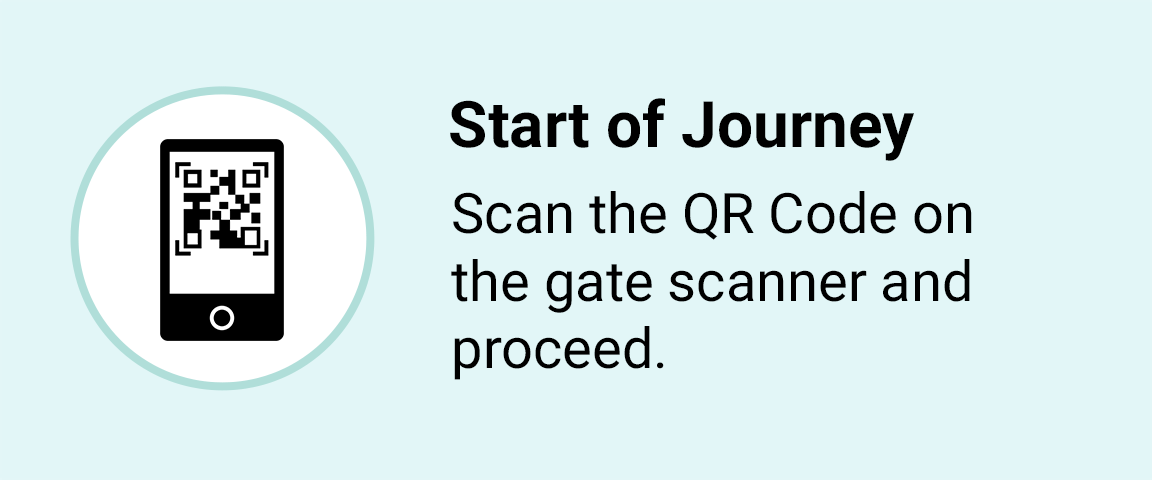 Start of Journey
Scan the QR Code on
the gate scanner and
proceed.